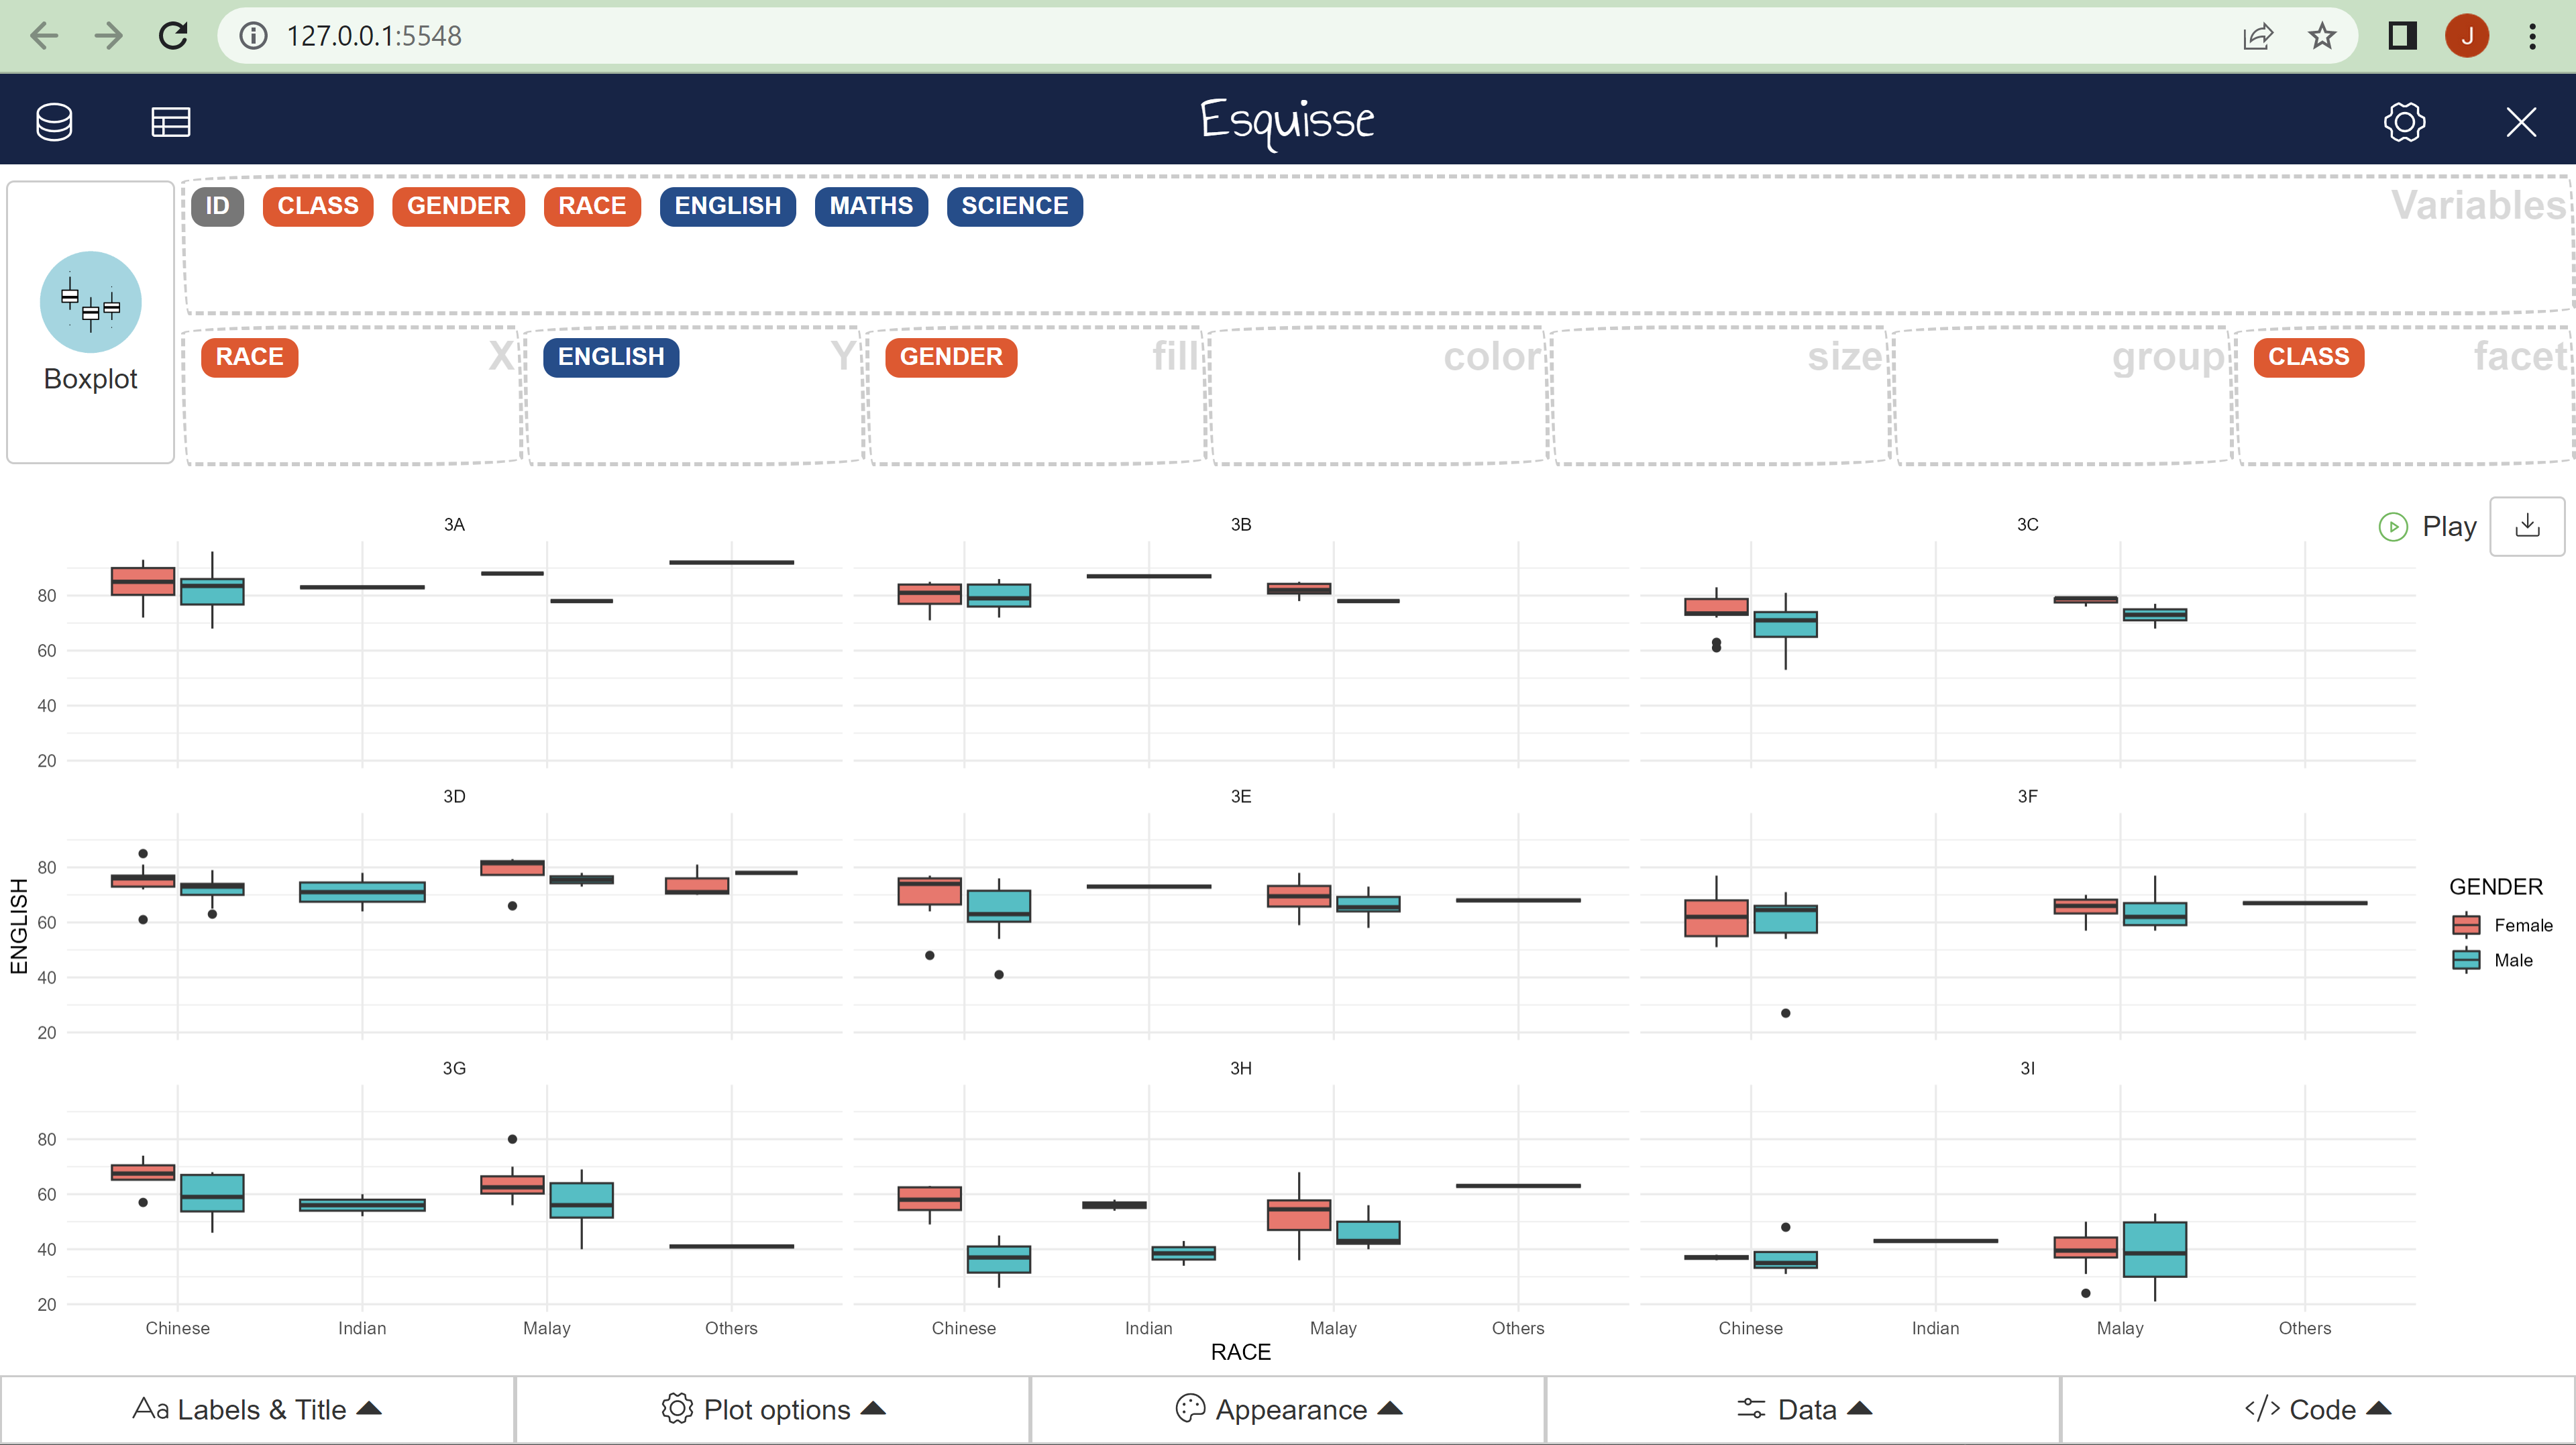 127.0.0.1:5548
J
Esquisse
ID CLASS GENDER RACE ENGLISH MATHS SCIENCE Variables
Boxplot
RACE X ENGLISH Y GENDER fill color size group CLASS facet
Play
3A 3B 3C
80
60
40
20
3D 3E 3F
80
60
40
20
ENGLISH
GENDER
Female
Male
3G 3H 3I
80
60
40
20
Chinese Indian Malay Others Chinese Indian Malay Others Chinese Indian Malay Others
RACE
Aa Labels & Title Plot options Appearance Data </> Code